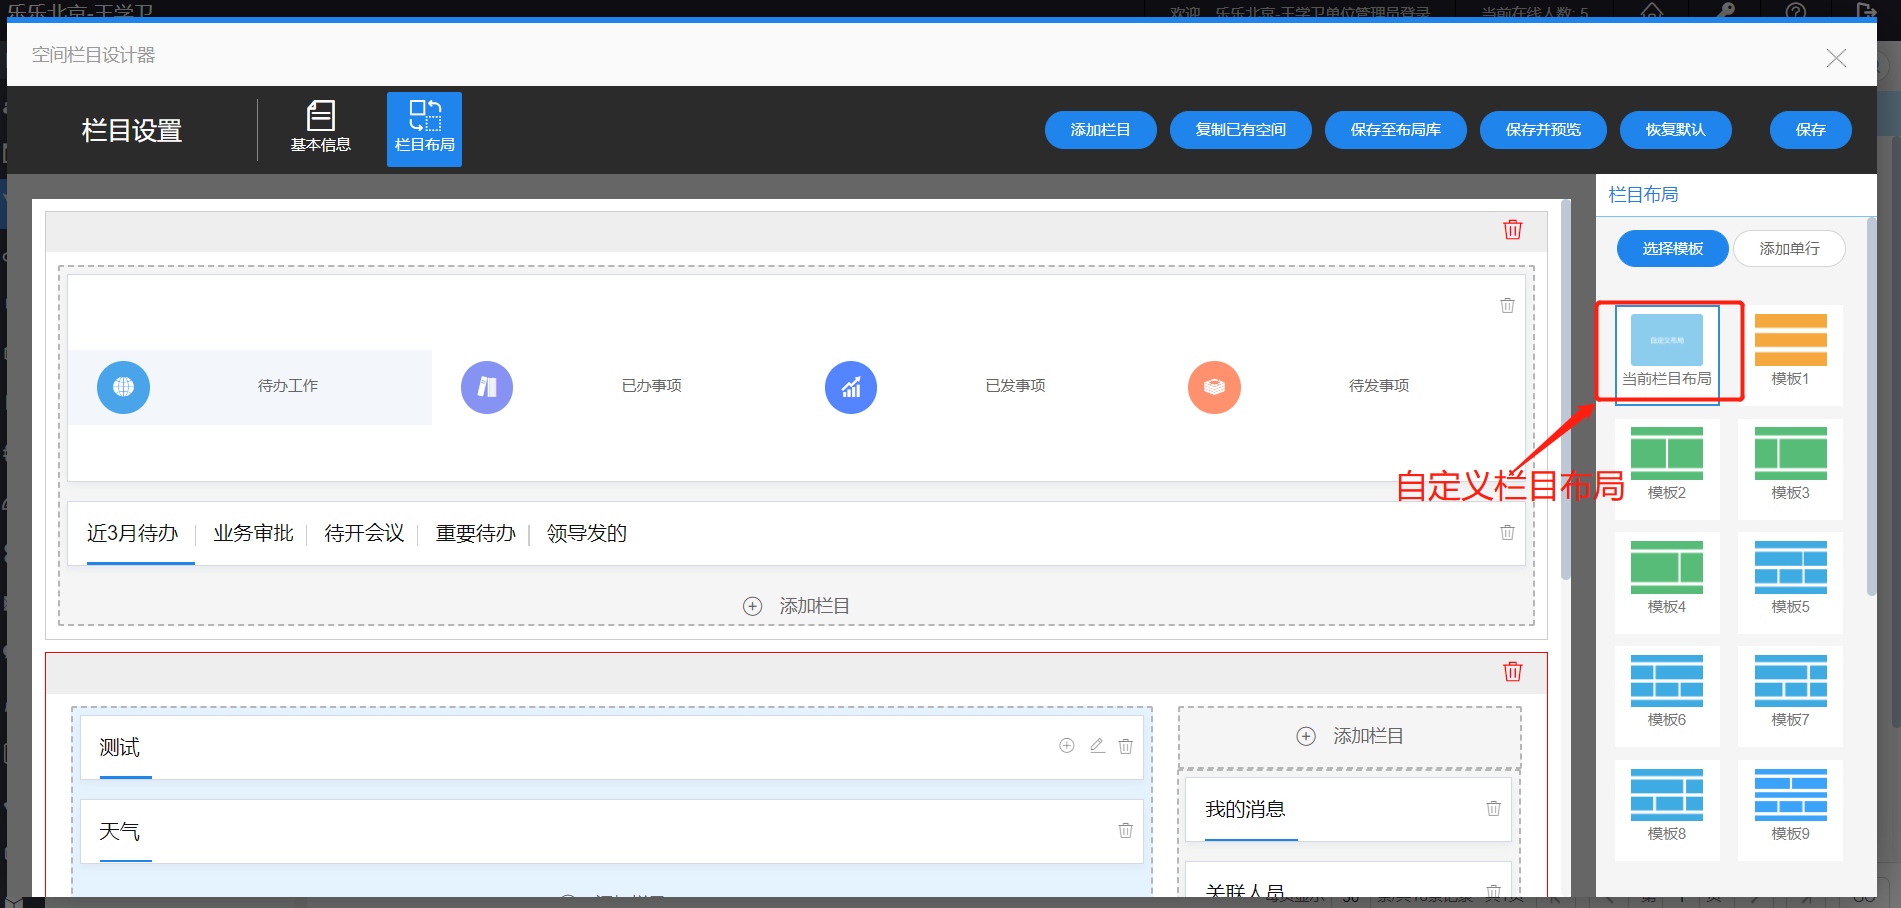 乐乐北京-王学卫
欢迎，乐乐北京-王学卫单位管理员登录
当前在线人数: 5
空间栏目设计器
栏目设置
基本信息
栏目布局
添加栏目
复制已有空间
保存至布局库
保存并预览
恢复默认
保存
栏目布局
选择模板
添加单行
自定义布局
当前栏目布局
模板1
待办工作
已办事项
已发事项
待发事项
自定义栏目布局
模板2
模板3
近3月待办
业务审批
待开会议
重要待办
领导发的
添加栏目
模板4
模板5
测试
添加栏目
模板6
模板7
我的消息
天气
模板8
模板9
关联人员